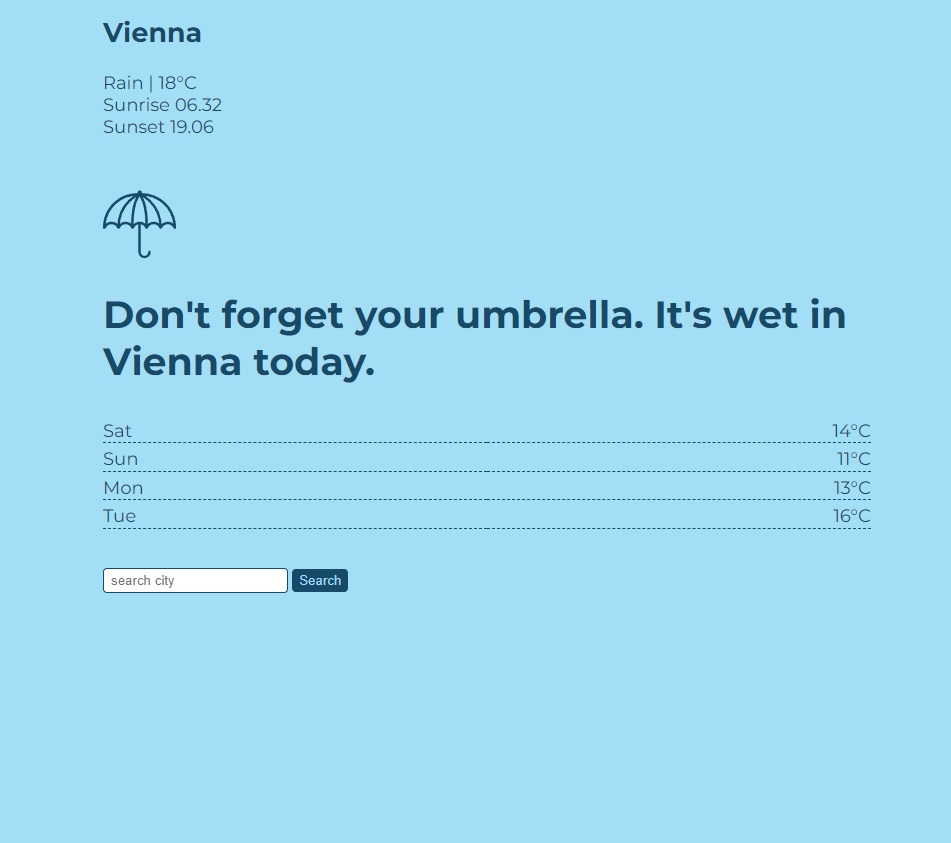 Vienna
Rain | 18°C
Sunrise 06.32
Sunset 19.06
Don't forget your umbrella. It's wet in
Vienna today.
Sat 14°C
Sun 11°C
Mon 13°C
Tue 16°C
search city Search